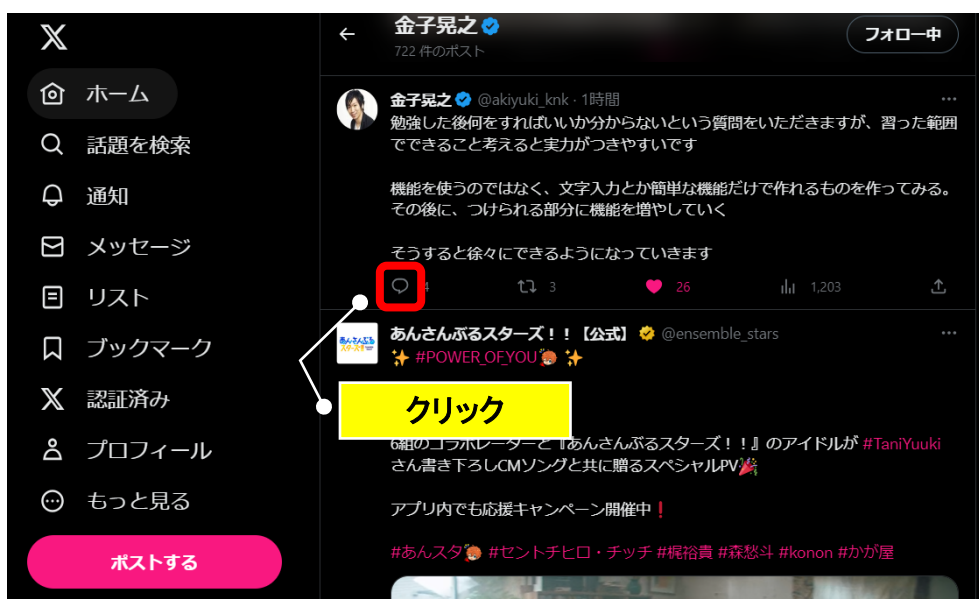 ホーム
話題を検索
通知
メッセージ
リスト
ブックマーク
認証済み
プロフィール
もっと見る
ポストする
金子晃之
722 件のポスト
フォロー中
金子晃之 @akiyuki_knk · 1時間
勉強した後何をすればいいか分からないという質問をいただきますが、習った範囲
でできること考えると実力がつきやすいです
機能を使うのではなく、文字入力とか簡単な機能だけで作れるものを作ってみる。
その後に、つけられる部分に機能を増やしていく
そうすると徐々にできるようになっていきます
4 3 26 1,203
あんさんぶるスターズ！！【公式】 @ensemble_stars
✨ #POWER_OFYOU ✨
クリック
6組のコラボレーターと『あんさんぶるスターズ！！』のアイドルが #TaniYuuki
さん書き下ろしCMソングと共に贈るスペシャルPV🎉
アプリ内でも応援キャンペーン開催中❗
#あんスタ #セントチヒロ・チッチ #梶裕貴 #森愁斗 #konon #かが屋